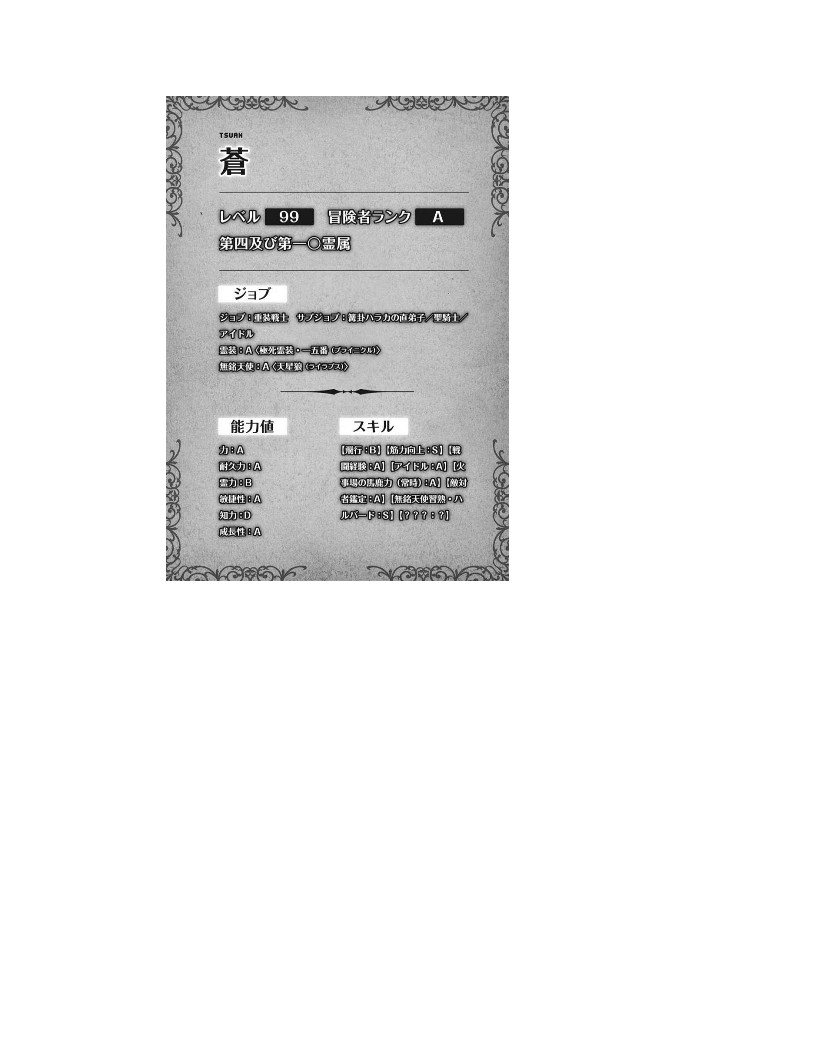 TSUAN
蒼
レベル 99 冒険者ランク A
第四及び第一〇霊属
ジョブ
ジョブ：重装戦士 サブジョブ：篝卦ハラカの直弟子／聖騎士／
アイドル
霊装：A〈極死霊装・一五番（ブライニクル）〉
無銘天使：A〈天星狼（ライラプス）〉
能力値
力：A
耐久力：A
霊力：B
敏捷性：A
知力：D
成長性：A
スキル
【飛行：B】【筋力向上：S】【戦
闘経験：A】【アイドル：A】【火
事場の馬鹿力（常時）：A】【敵対
者鑑定：A】【無銘天使習熟・ハ
ルバード：S】【？？？：？】